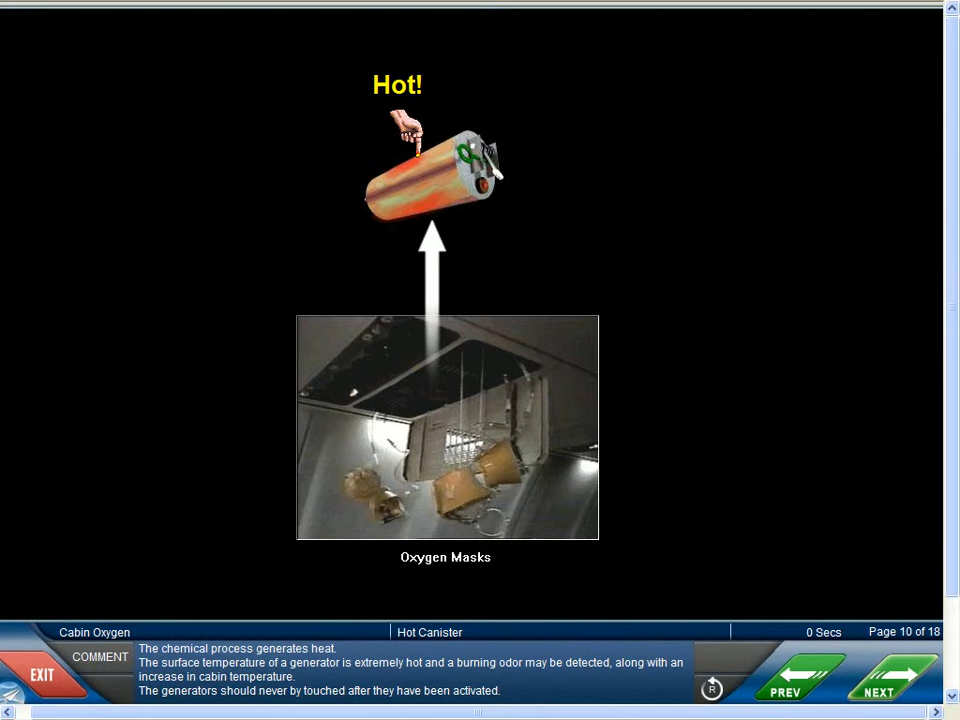 Hot!
Oxygen Masks
Cabin Oxygen
Hot Canister
0 Secs
Page 10 of 18
EXIT
COMMENT
The chemical process generates heat.
The surface temperature of a generator is extremely hot and a burning odor may be detected, along with an
increase in cabin temperature.
The generators should never by touched after they have been activated.
R
PREV
NEXT